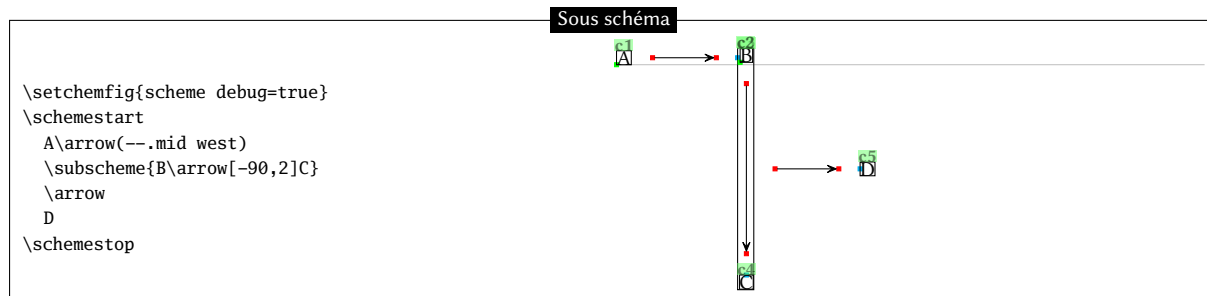 Sous schéma
\setchemfig{scheme debug=true}
\schemestart
A\arrow(--.mid west)
\subscheme{B\arrow[-90,2]C}
\arrow
D
\schemestop
c1
A
c2
B
c5
D
c4
C